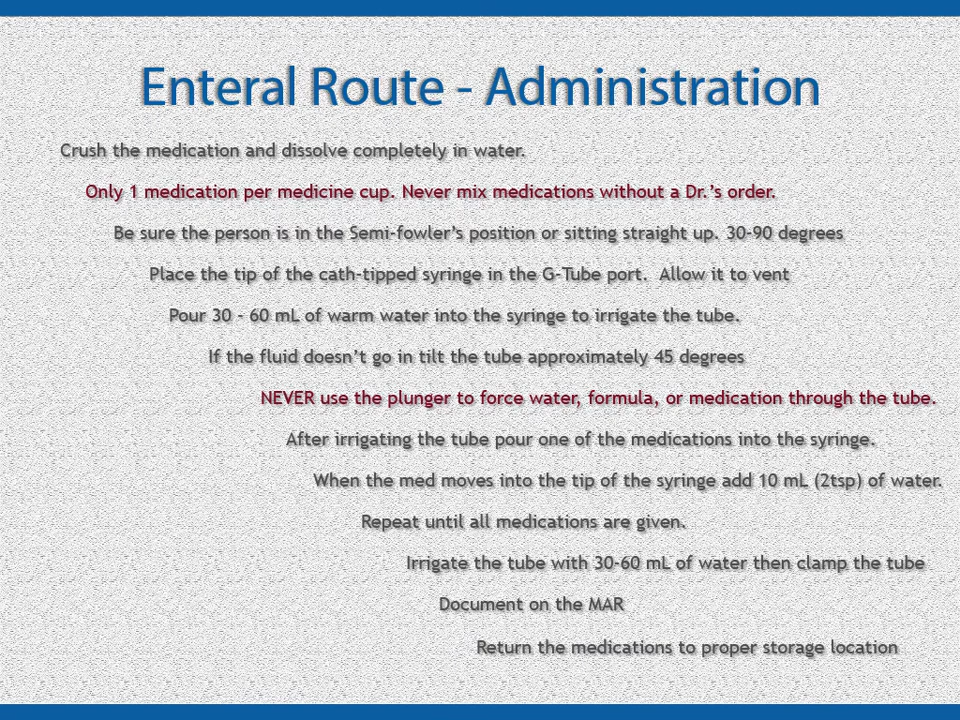 Enteral Route - Administration
Crush the medication and dissolve completely in water.
Only 1 medication per medicine cup. Never mix medications without a Dr.’s order.
Be sure the person is in the Semi-fowler’s position or sitting straight up. 30-90 degrees
Place the tip of the cath-tipped syringe in the G-Tube port. Allow it to vent
Pour 30 - 60 mL of warm water into the syringe to irrigate the tube.
If the fluid doesn’t go in tilt the tube approximately 45 degrees
NEVER use the plunger to force water, formula, or medication through the tube.
After irrigating the tube pour one of the medications into the syringe.
When the med moves into the tip of the syringe add 10 mL (2tsp) of water.
Repeat until all medications are given.
Irrigate the tube with 30-60 mL of water then clamp the tube
Document on the MAR
Return the medications to proper storage location